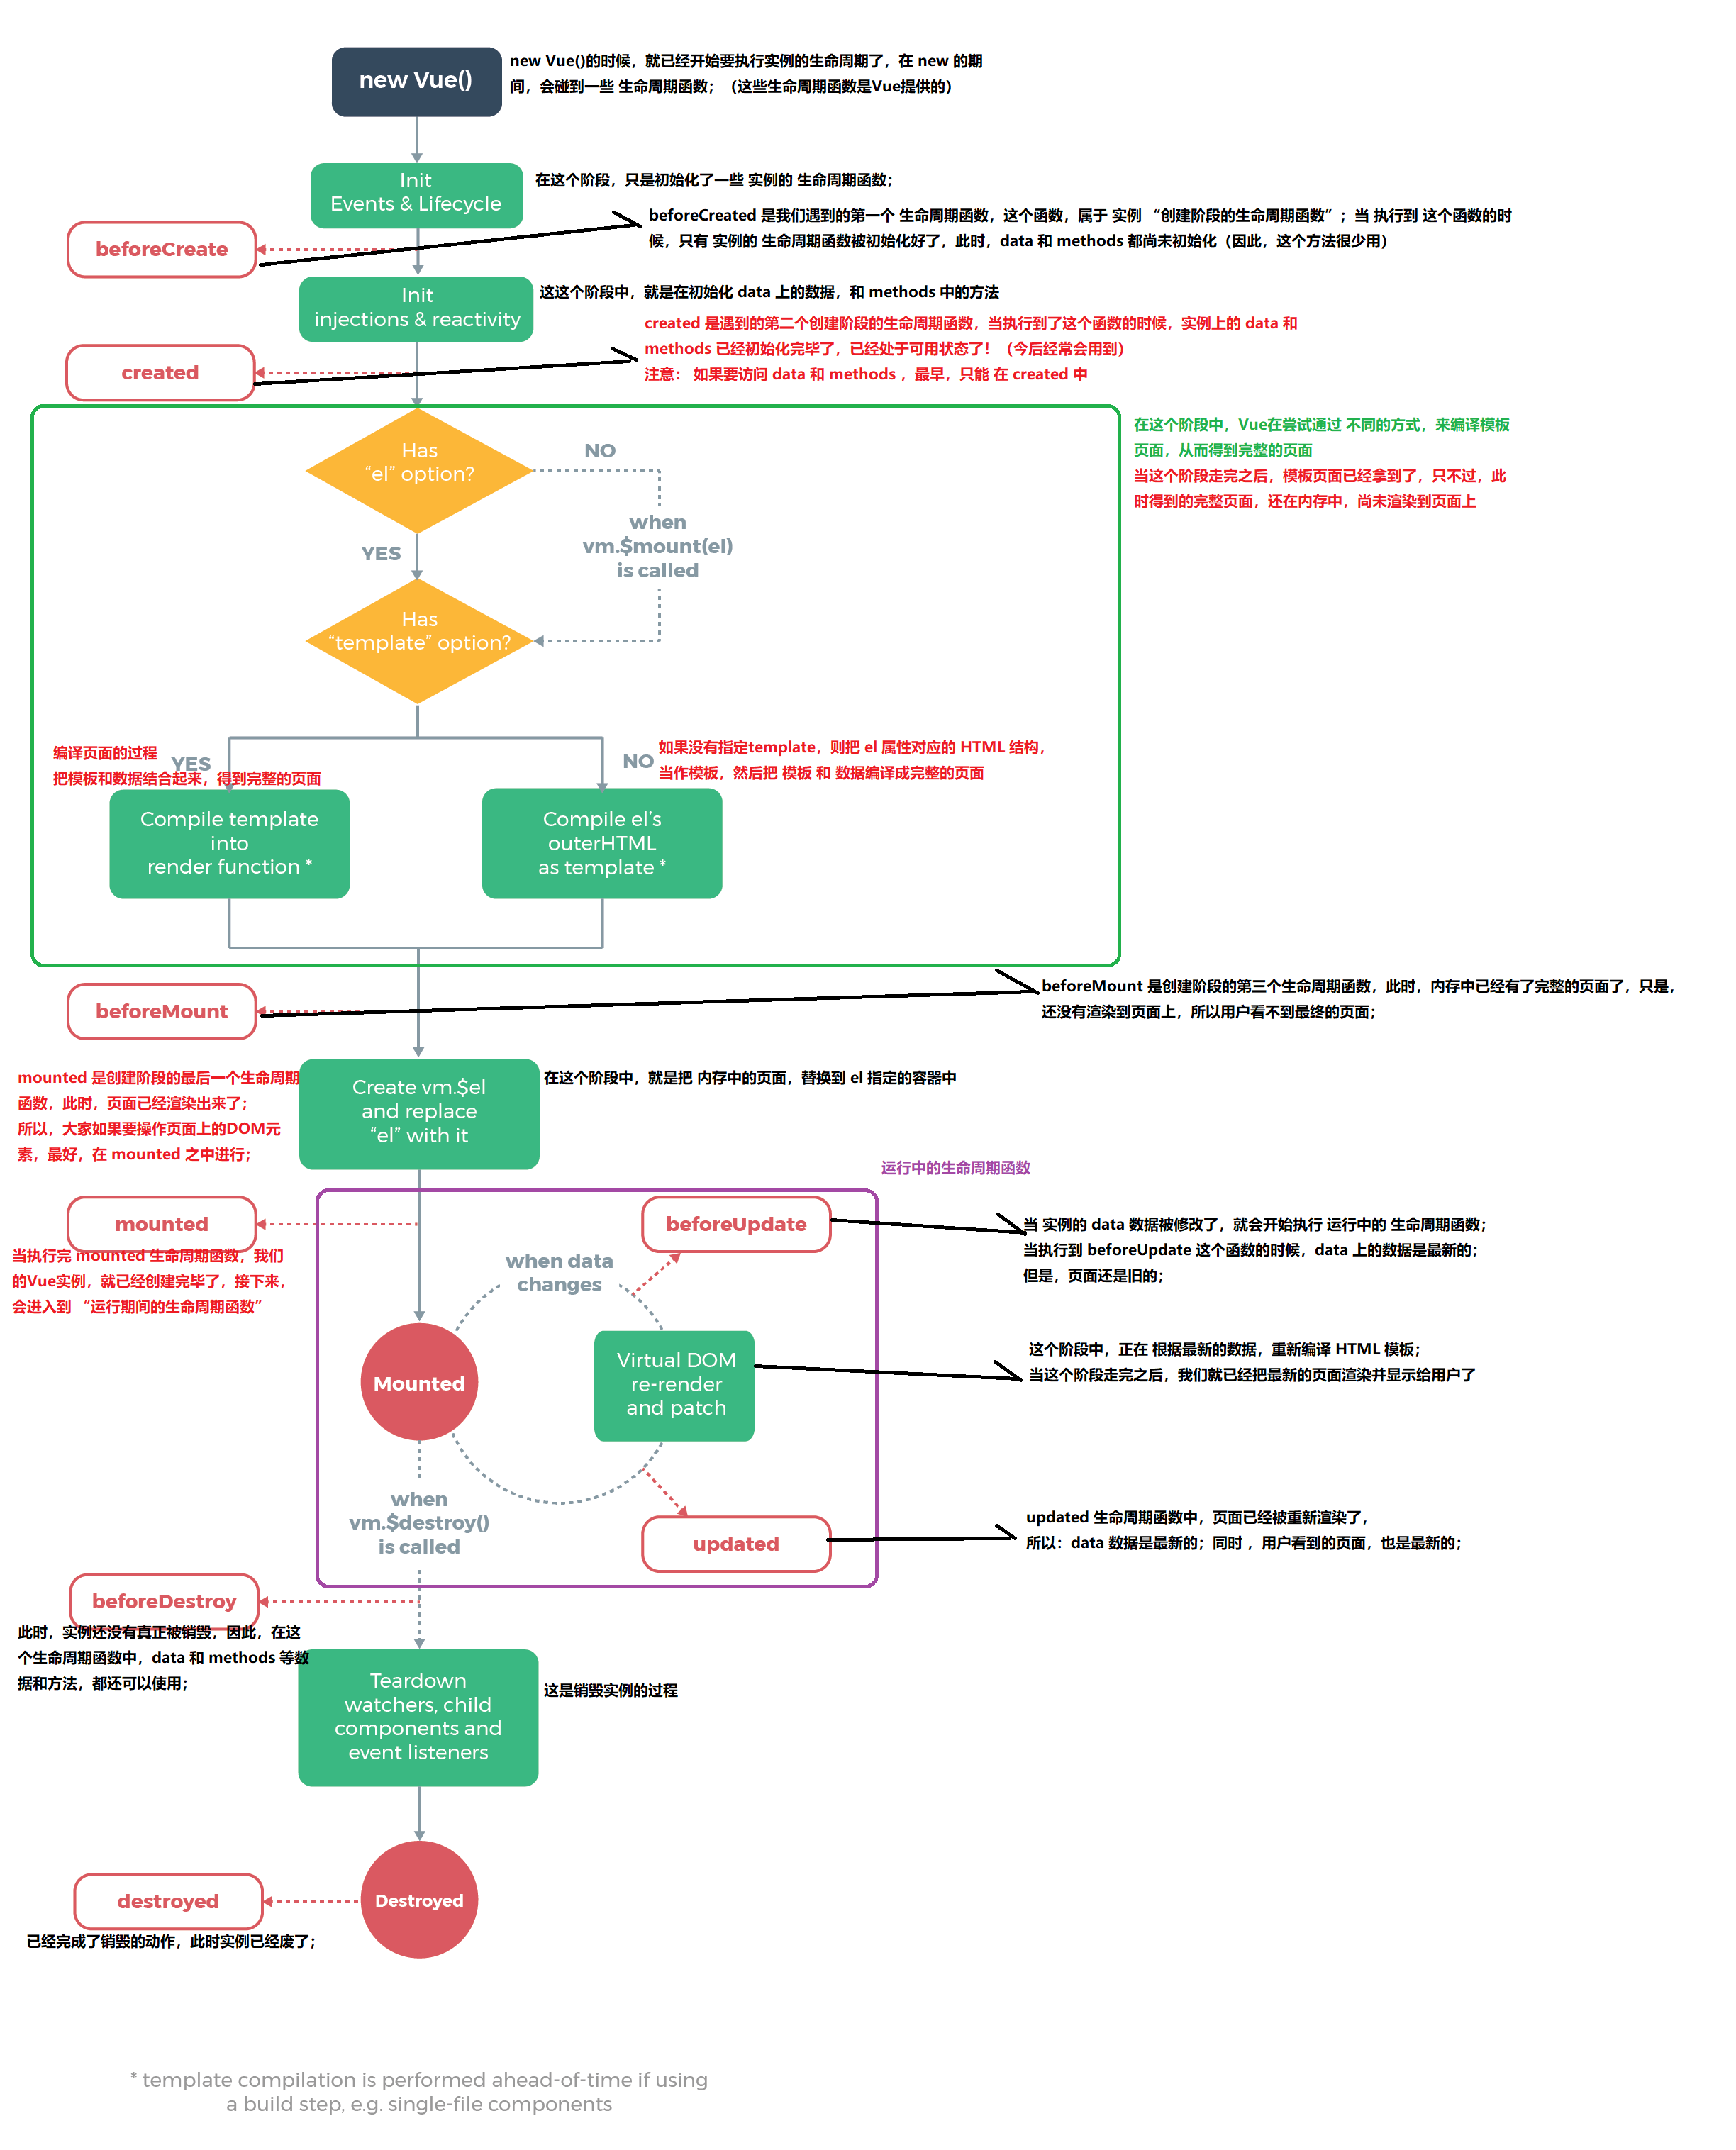 new Vue()
new Vue()的时候，就已经开始要执行实例的生命周期了，在 new 的期
间，会碰到一些 生命周期函数；（这些生命周期函数是Vue提供的）
Init
Events & Lifecycle
在这个阶段，只是初始化了一些 实例的 生命周期函数；
beforeCreate
beforeCreated 是我们遇到的第一个 生命周期函数，这个函数，属于 实例 “创建阶段的生命周期函数”；当 执行到 这个函数的时
候，只有 实例的 生命周期函数被初始化好了，此时，data 和 methods 都尚未初始化（因此，这个方法很少用）
Init
injections & reactivity
这这个阶段中，就是在初始化 data 上的数据，和 methods 中的方法
created
created 是遇到的第二个创建阶段的生命周期函数，当执行到了这个函数的时候，实例上的 data 和
methods 已经初始化完毕了，已经处于可用状态了！（今后经常会用到）
注意： 如果要访问 data 和 methods ，最早，只能 在 created 中
在这个阶段中，Vue在尝试通过 不同的方式，来编译模板
页面，从而得到完整的页面
当这个阶段走完之后，模板页面已经拿到了，只不过，此
时得到的完整页面，还在内存中，尚未渲染到页面上
Has
“el” option?
NO
when
vm.$mount(el)
is called
YES
Has
“template” option?
编译页面的过程
把模板和数据结合起来，得到完整的页面
YES
NO
如果没有指定template，则把 el 属性对应的 HTML 结构，
当作模板，然后把 模板 和 数据编译成完整的页面
Compile template
into
render function *
Compile el’s
outerHTML
as template *
beforeMount
beforeMount 是创建阶段的第三个生命周期函数，此时，内存中已经有了完整的页面了，只是，
还没有渲染到页面上，所以用户看不到最终的页面；
mounted 是创建阶段的最后一个生命周期
函数，此时，页面已经渲染出来了；
所以，大家如果要操作页面上的DOM元
素，最好，在 mounted 之中进行；
Create vm.$el
and replace
“el” with it
在这个阶段中，就是把 内存中的页面，替换到 el 指定的容器中
运行中的生命周期函数
mounted
当执行完 mounted 生命周期函数，我们
的Vue实例，就已经创建完毕了，接下来，
会进入到 “运行期间的生命周期函数”
beforeUpdate
当 实例的 data 数据被修改了，就会开始执行 运行中的 生命周期函数；
当执行到 beforeUpdate 这个函数的时候，data 上的数据是最新的；
但是，页面还是旧的；
when data
changes
Mounted
Virtual DOM
re-render
and patch
这个阶段中，正在 根据最新的数据，重新编译 HTML 模板；
当这个阶段走完之后，我们就已经把最新的页面渲染并显示给用户了
when
vm.$destroy()
is called
updated
updated 生命周期函数中，页面已经被重新渲染了，
所以：data 数据是最新的；同时 ，用户看到的页面，也是最新的；
beforeDestroy
此时，实例还没有真正被销毁，因此，在这
个生命周期函数中，data 和 methods 等数
据和方法，都还可以使用；
Teardown
watchers, child
components and
event listeners
这是销毁实例的过程
destroyed
Destroyed
已经完成了销毁的动作，此时实例已经废了；
* template compilation is performed ahead-of-time if using
a build step, e.g. single-file components